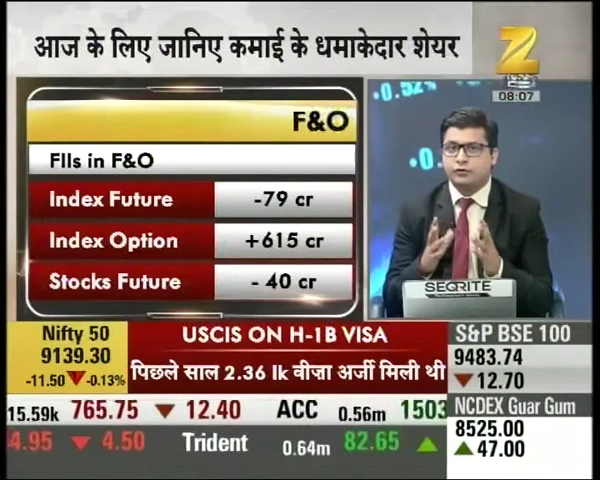 आज के लिए जानिए कमाई के धमाकेदार शेयर
08:07
F&O
FIIs in F&O
Index Future -79 cr
Index Option +615 cr
Stocks Future - 40 cr
0.52%
0.
SEQRITE
Nifty 50
9139.30
-11.50 -0.13%
USCIS ON H-1B VISA
पिछले साल 2.36 lk वीजा अर्जी मिली थी
S&P BSE 100
9483.74
12.70
NCDEX Guar Gum
8525.00
47.00
15.59k 765.75 12.40 ACC 0.56m 1503
4.95 4.50 Trident 0.64m 82.65